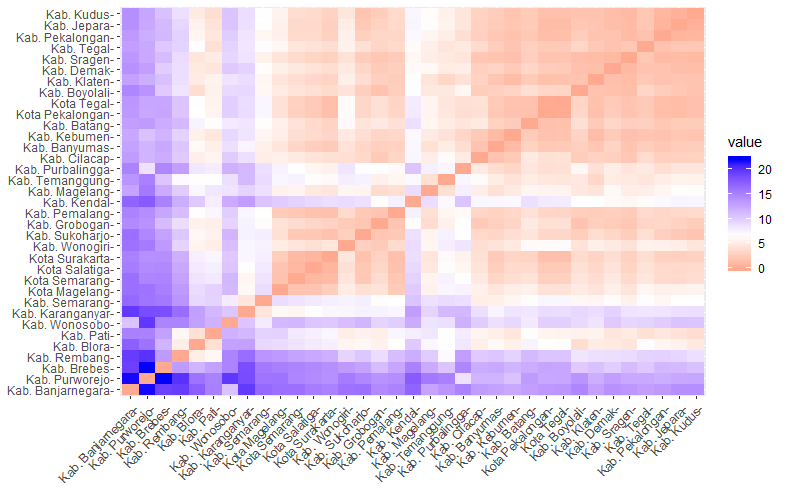 Kab. Kudus
Kab. Jepara
Kab. Pekalongan
Kab. Tegal
Kab. Sragen
Kab. Demak
Kab. Klaten
Kab. Boyolali
Kota Tegal
Kota Pekalongan
Kab. Batang
Kab. Kebumen
Kab. Banyumas
Kab. Cilacap
Kab. Purbalingga
Kab. Temanggung
Kab. Magelang
Kab. Kendal
Kab. Pemalang
Kab. Grobogan
Kab. Sukoharjo
Kab. Wonogiri
Kota Surakarta
Kota Salatiga
Kota Semarang
Kota Magelang
Kab. Semarang
Kab. Karanganyar
Kab. Wonosobo
Kab. Pati
Kab. Blora
Kab. Rembang
Kab. Brebes
Kab. Purworejo
Kab. Banjarnegara
Kab. Banjarnegara
Kab. Purworejo
Kab. Brebes
Kab. Rembang
Kab. Blora
Kab. Pati
Kab. Wonosobo
Kab. Karanganyar
Kab. Semarang
Kota Magelang
Kota Semarang
Kota Salatiga
Kota Surakarta
Kab. Wonogiri
Kab. Sukoharjo
Kab. Grobogan
Kab. Pemalang
Kab. Kendal
Kab. Magelang
Kab. Temanggung
Kab. Purbalingga
Kab. Cilacap
Kab. Banyumas
Kab. Kebumen
Kab. Batang
Kota Pekalongan
Kota Tegal
Kab. Boyolali
Kab. Klaten
Kab. Demak
Kab. Sragen
Kab. Tegal
Kab. Pekalongan
Kab. Jepara
Kab. Kudus
value
20
15
10
5
0